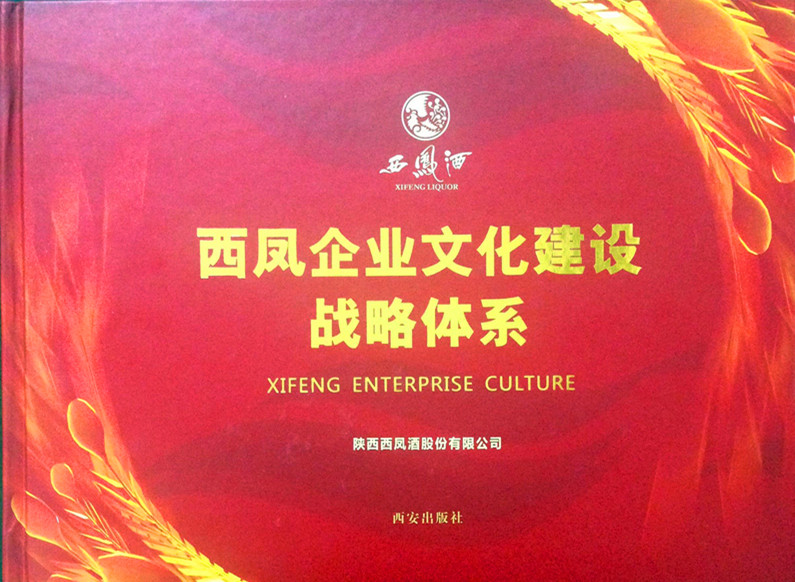 西鳳酒
XIFENG LIQUOR
西凤企业文化建设
战略体系
XIFENG ENTERPRISE CULTURE
陕西西凤酒股份有限公司
西安出版社